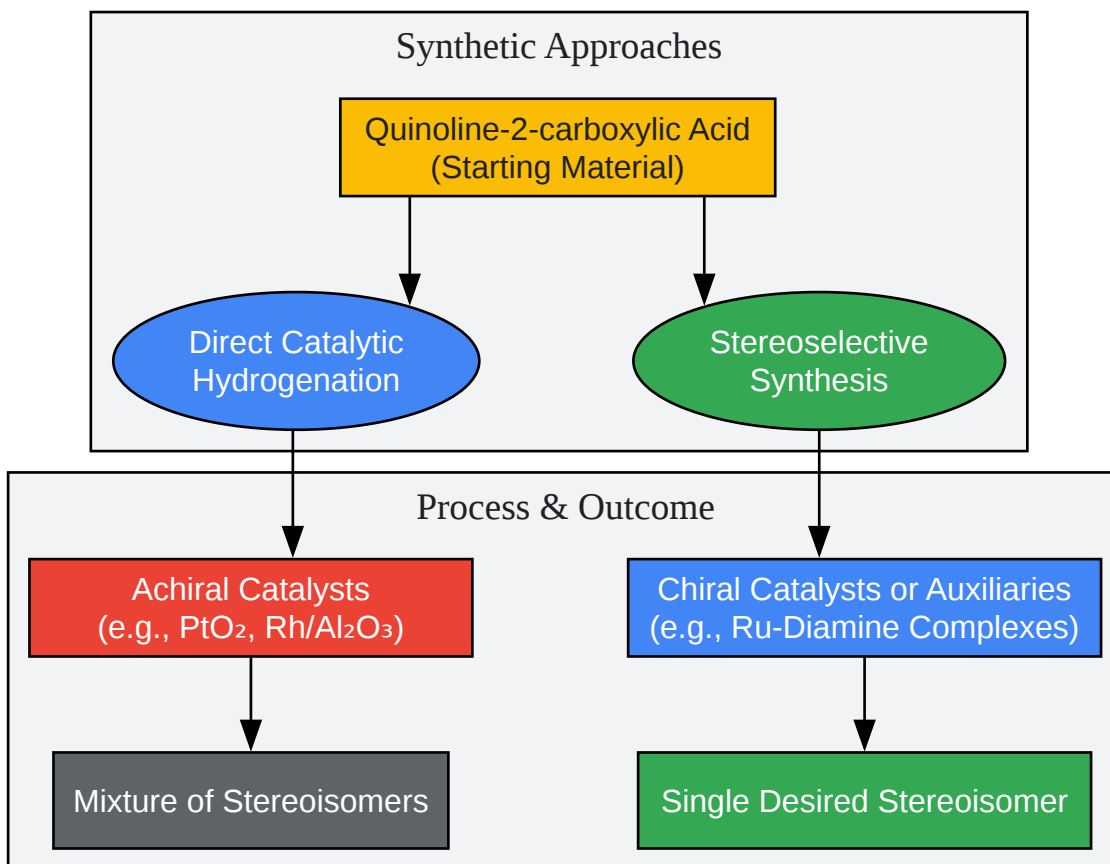 Synthetic Approaches
Quinoline-2-carboxylic Acid
(Starting Material)
Direct Catalytic
Hydrogenation
Stereoselective
Synthesis
Process & Outcome
Achiral Catalysts
(e.g., PtO₂, Rh/Al₂O₃)
Chiral Catalysts or Auxiliaries
(e.g., Ru-Diamine Complexes)
Mixture of Stereoisomers
Single Desired Stereoisomer